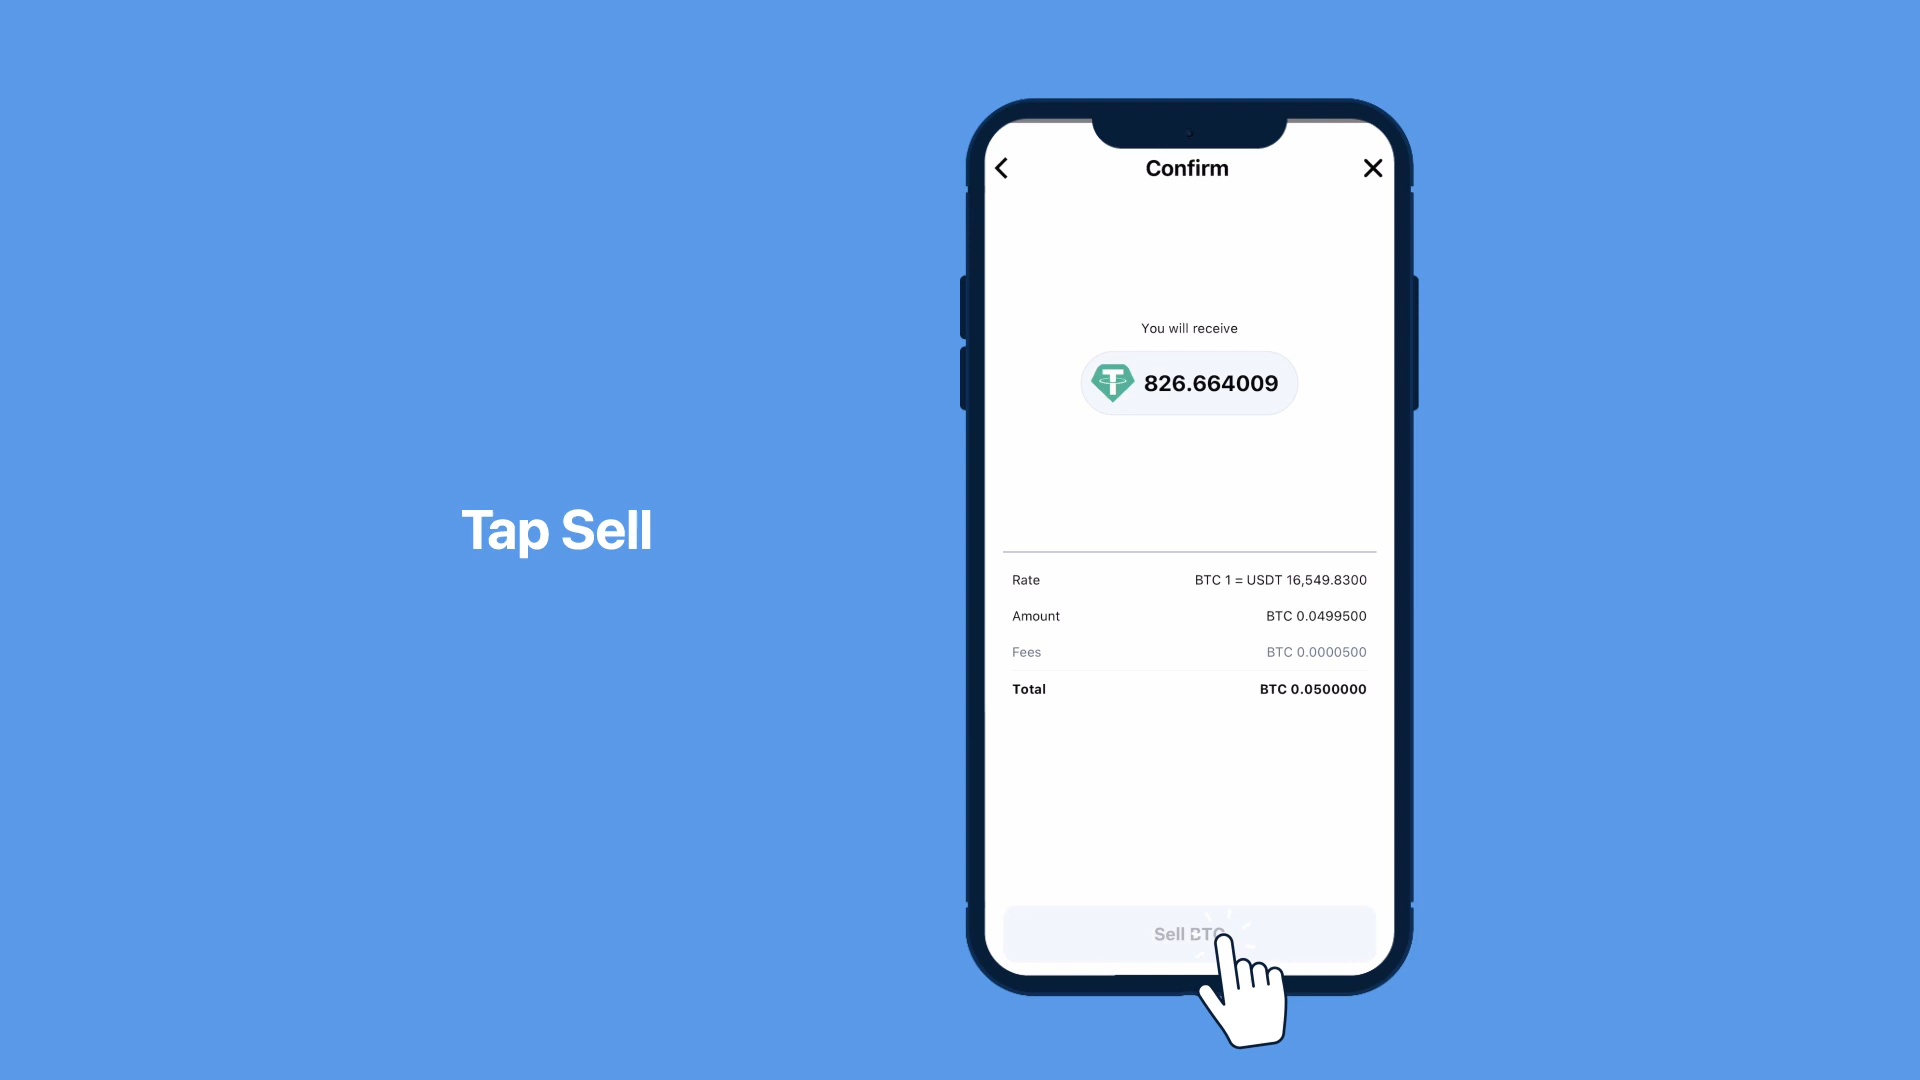 Tap Sell
Confirm
You will receive
826.664009
Rate BTC 1 = USDT 16,549.8300
Amount BTC 0.0499500
Fees BTC 0.0000500
Total BTC 0.0500000
Sell BTC